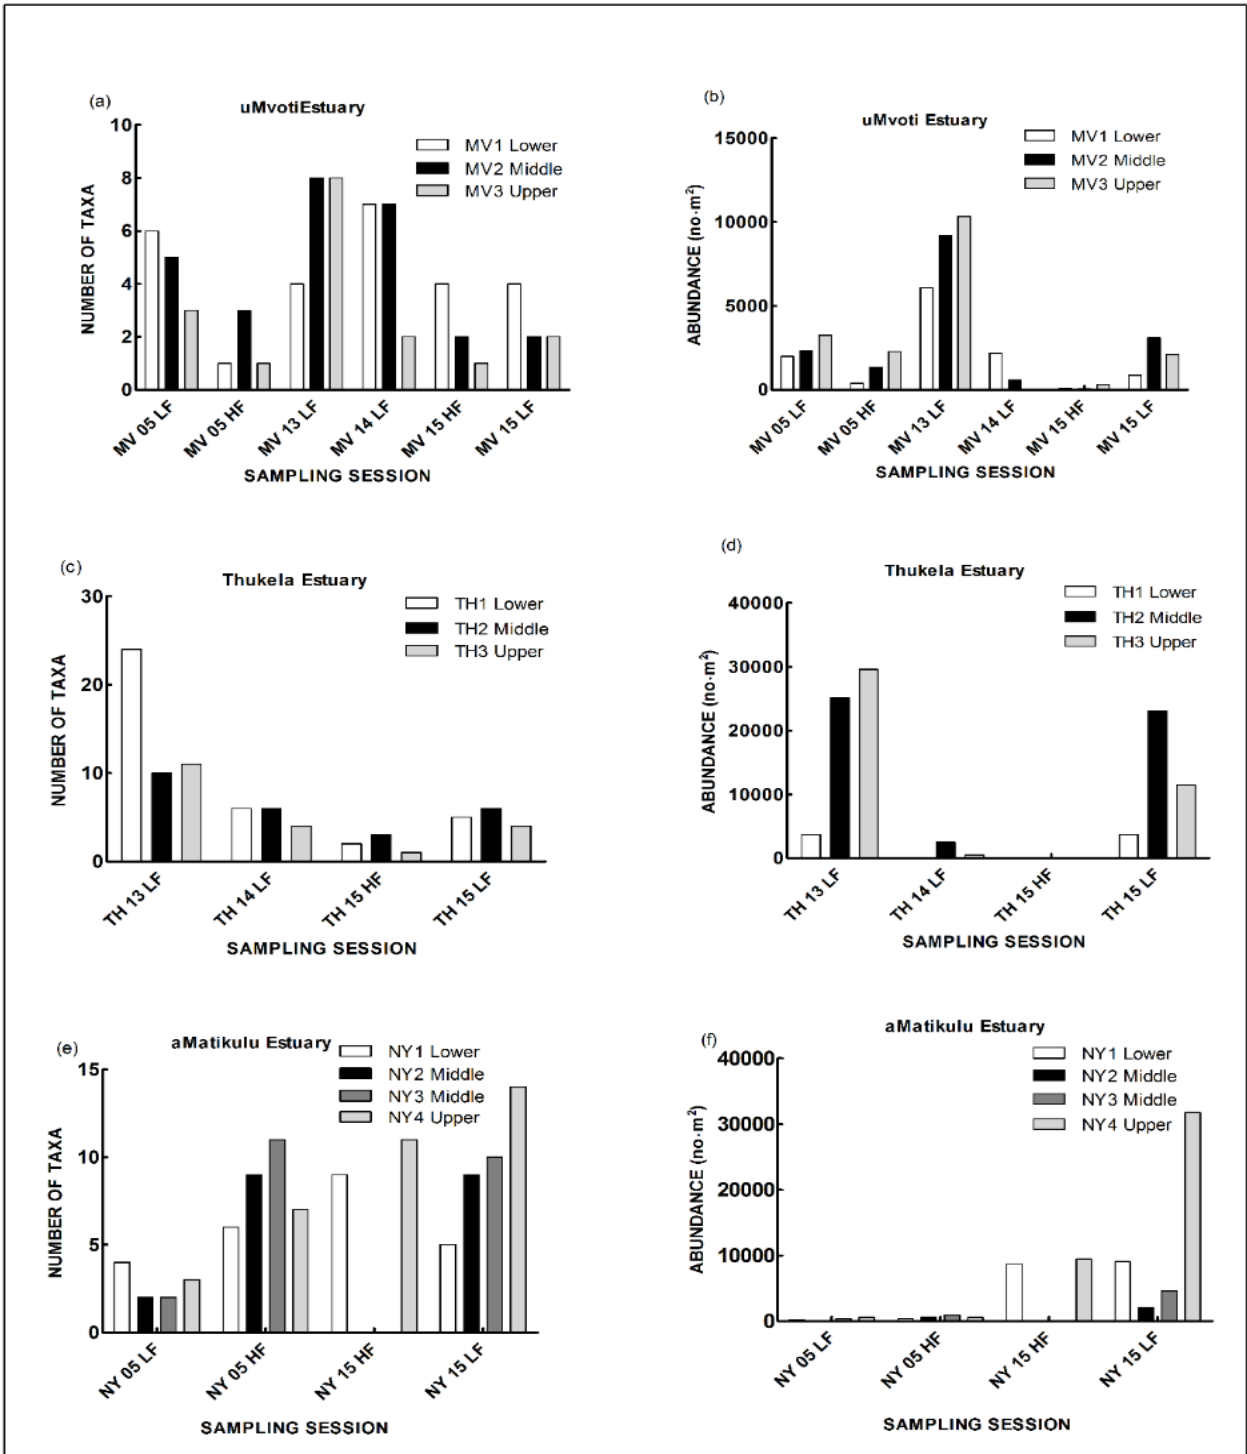 (a)
uMvotiEstuary
MV1 Lower
MV2 Middle
MV3 Upper
NUMBER OF TAXA
10
8
6
4
2
0
MV 05 LF
MV 05 HF
MV 13 LF
MV 14 LF
MV 15 HF
MV 15 LF
SAMPLING SESSION
(b)
uMvoti Estuary
MV1 Lower
MV2 Middle
MV3 Upper
ABUNDANCE (no·m²)
15000
10000
5000
0
MV 05 LF
MV 05 HF
MV 13 LF
MV 14 LF
MV 15 HF
MV 15 LF
SAMPLING SESSION
(c)
Thukela Estuary
TH1 Lower
TH2 Middle
TH3 Upper
NUMBER OF TAXA
30
20
10
0
TH 13 LF
TH 14 LF
TH 15 HF
TH 15 LF
SAMPLING SESSION
(d)
Thukela Estuary
TH1 Lower
TH2 Middle
TH3 Upper
ABUNDANCE (no·m²)
40000
30000
20000
10000
0
TH 13 LF
TH 14 LF
TH 15 HF
TH 15 LF
SAMPLING SESSION
(e)
aMatikulu Estuary
NY1 Lower
NY2 Middle
NY3 Middle
NY4 Upper
NUMBER OF TAXA
15
10
5
0
NY 05 LF
NY 05 HF
NY 15 HF
NY 15 LF
SAMPLING SESSION
(f)
aMatikulu Estuary
NY1 Lower
NY2 Middle
NY3 Middle
NY4 Upper
ABUNDANCE (no·m²)
40000
30000
20000
10000
0
NY 05 LF
NY 05 HF
NY 15 HF
NY 15 LF
SAMPLING SESSION